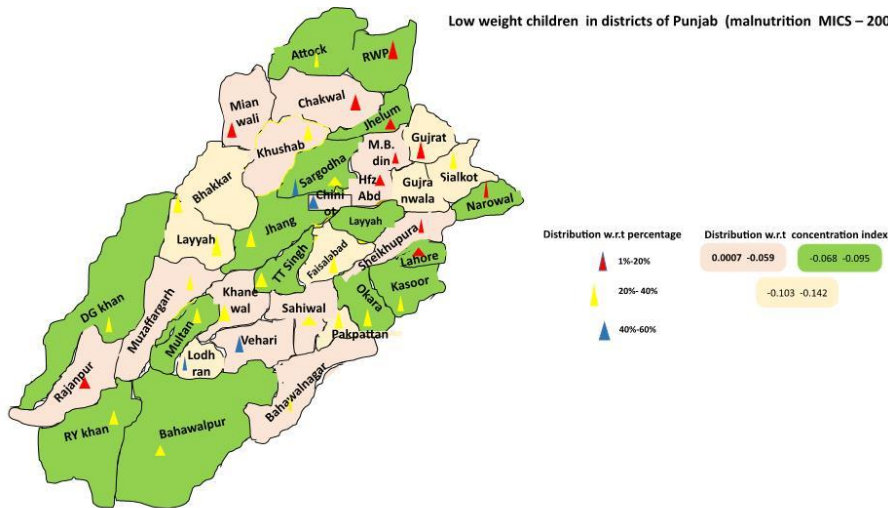 Low weight children in districts of Punjab (malnutrition MICS – 200
Attock
RWP
Mian
wali
Chakwal
Jhelum
Khushab
M.B.
din
Gujrat
Sialkot
Sargodha
Hfz
Abd
Gujra
nwala
Narowal
Bhakkar
Chini
ot
Jhang
Layyah
Layyah
Sheikhupura
Lahore
Faisalabad
TT Singh
Kasoor
Okara
DG khan
Muzaffargarh
Khane
wal
Sahiwal
Multan
Vehari
Pakpattan
Lodh
ran
Rajanpur
Bahawalnagar
RY khan
Bahawalpur
Distribution w.r.t percentage
1%-20%
20%- 40%
40%-60%
Distribution w.r.t concentration index
0.0007 -0.059
-0.068 -0.095
-0.103 -0.142